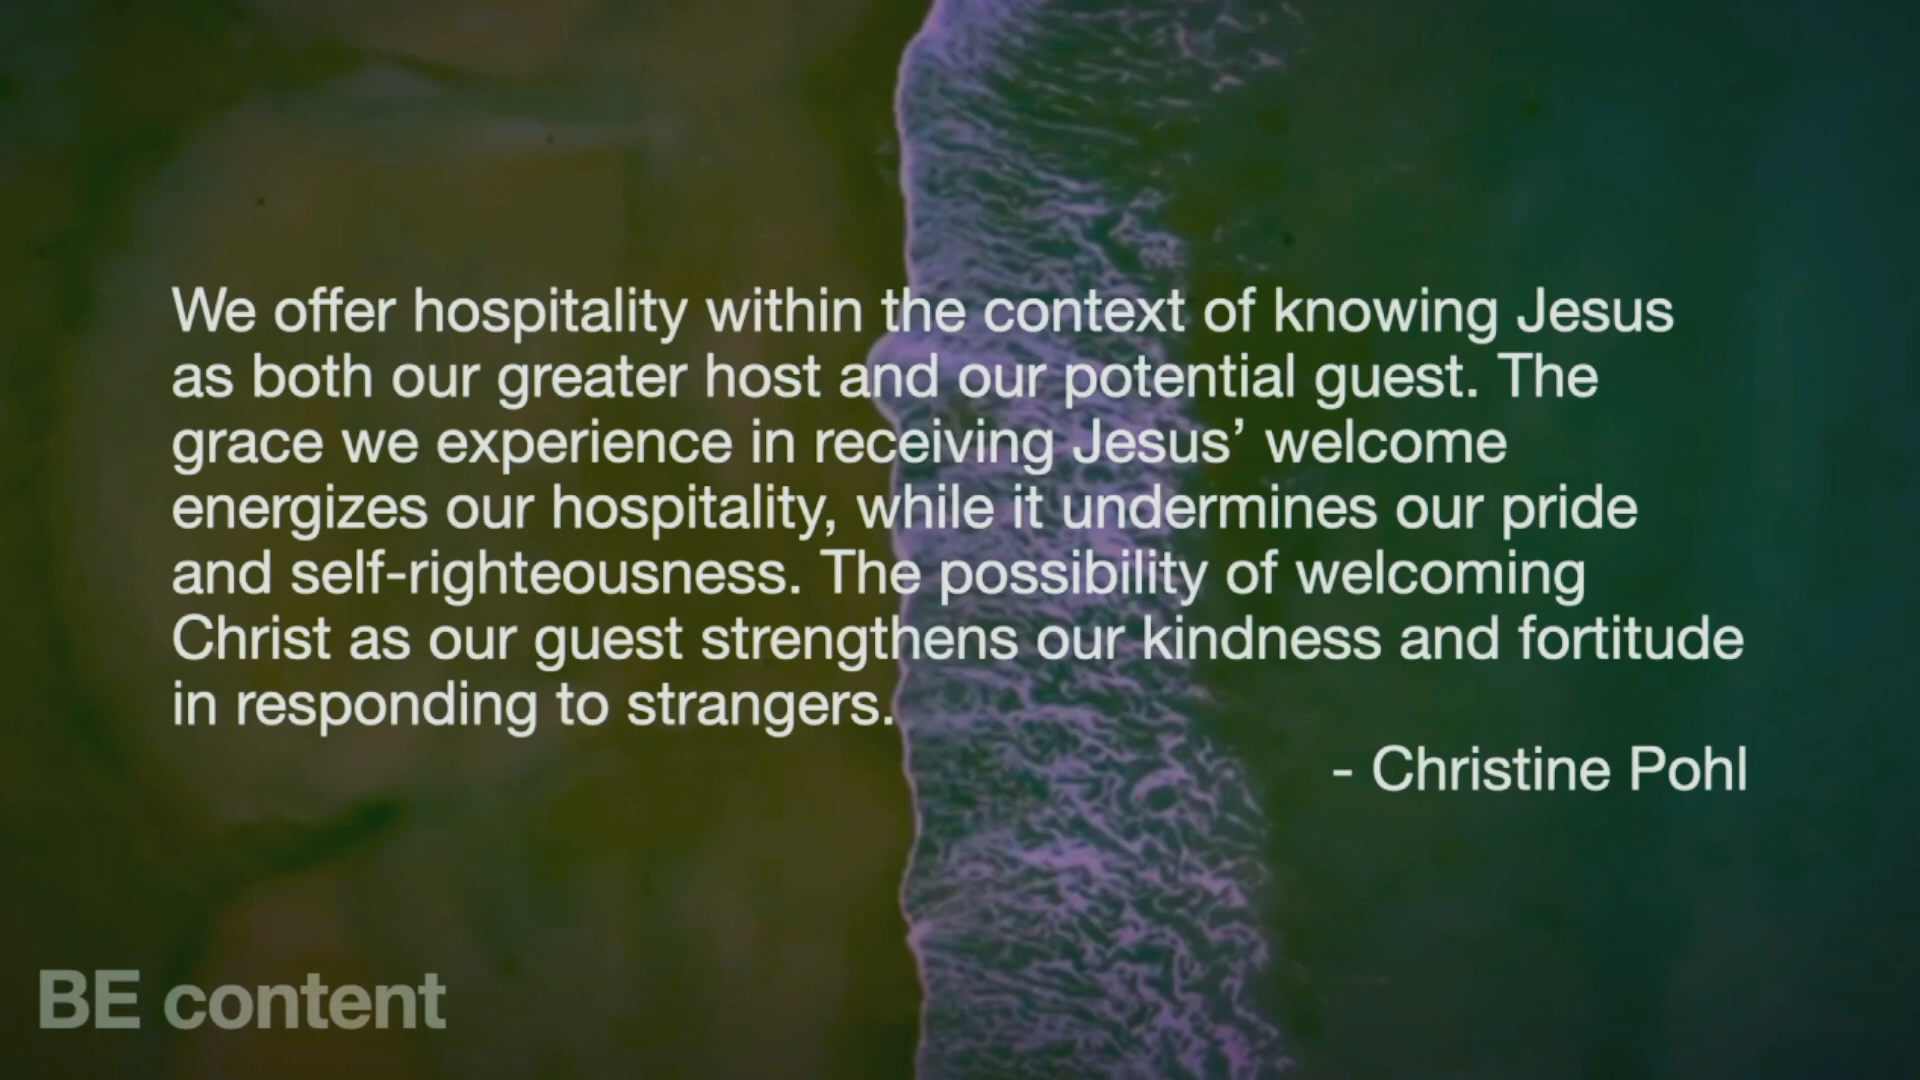 We offer hospitality within the context of knowing Jesus
as both our greater host and our potential guest. The
grace we experience in receiving Jesus’ welcome
energizes our hospitality, while it undermines our pride
and self-righteousness. The possibility of welcoming
Christ as our guest strengthens our kindness and fortitude
in responding to strangers.
- Christine Pohl
BE content